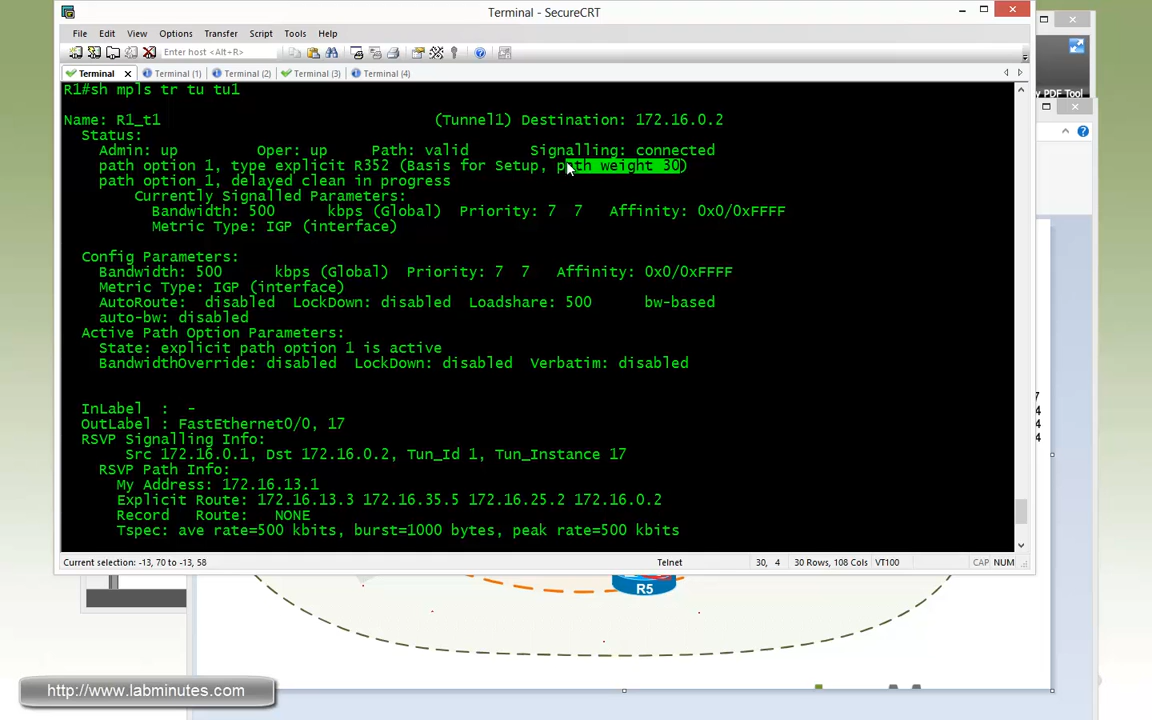 Terminal - SecureCRT
File Edit View Options Transfer Script Tools Help
Enter host <Alt+R>
Terminal Terminal (1) Terminal (2) Terminal (3) Terminal (4)
R1#sh mpls tr tu tu1
Name: R1_t1 (Tunnel1) Destination: 172.16.0.2
Status:
Admin: up Oper: up Path: valid Signalling: connected
path option 1, type explicit R352 (Basis for Setup, path weight 30)
path option 1, delayed clean in progress
Currently Signalled Parameters:
Bandwidth: 500 kbps (Global) Priority: 7 7 Affinity: 0x0/0xFFFF
Metric Type: IGP (interface)
Config Parameters:
Bandwidth: 500 kbps (Global) Priority: 7 7 Affinity: 0x0/0xFFFF
Metric Type: IGP (interface)
AutoRoute: disabled LockDown: disabled Loadshare: 500 bw-based
auto-bw: disabled
Active Path Option Parameters:
State: explicit path option 1 is active
BandwidthOverride: disabled LockDown: disabled Verbatim: disabled
InLabel : -
OutLabel : FastEthernet0/0, 17
RSVP Signalling Info:
Src 172.16.0.1, Dst 172.16.0.2, Tun_Id 1, Tun_Instance 17
RSVP Path Info:
My Address: 172.16.13.1
Explicit Route: 172.16.13.3 172.16.35.5 172.16.25.2 172.16.0.2
Record Route: NONE
Tspec: ave rate=500 kbits, burst=1000 bytes, peak rate=500 kbits
Current selection: -13, 70 to -13, 58 Telnet 30, 4 30 Rows, 108 Cols VT100 CAP NUM
PDF Tool
7
4
4
4
R5
http://www.labminutes.com